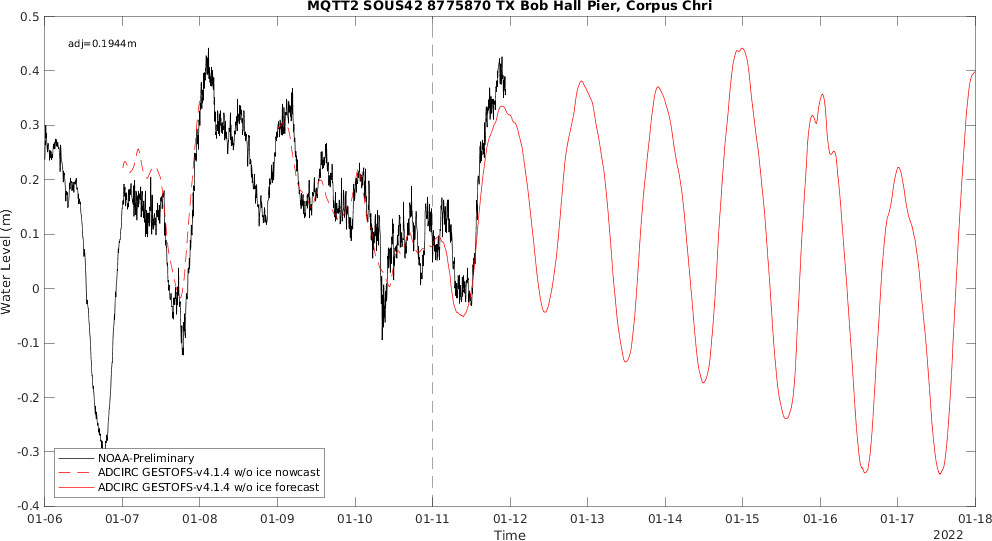 MQTT2 SOUS42 8775870 TX Bob Hall Pier, Corpus Chri
adj=0.1944m
Water Level (m)
0.5
0.4
0.3
0.2
0.1
0
-0.1
-0.2
-0.3
-0.4
NOAA-Preliminary
ADCIRC GESTOFS-v4.1.4 w/o ice nowcast
ADCIRC GESTOFS-v4.1.4 w/o ice forecast
01-06 01-07 01-08 01-09 01-10 01-11 01-12 01-13 01-14 01-15 01-16 01-17 01-18
Time
2022